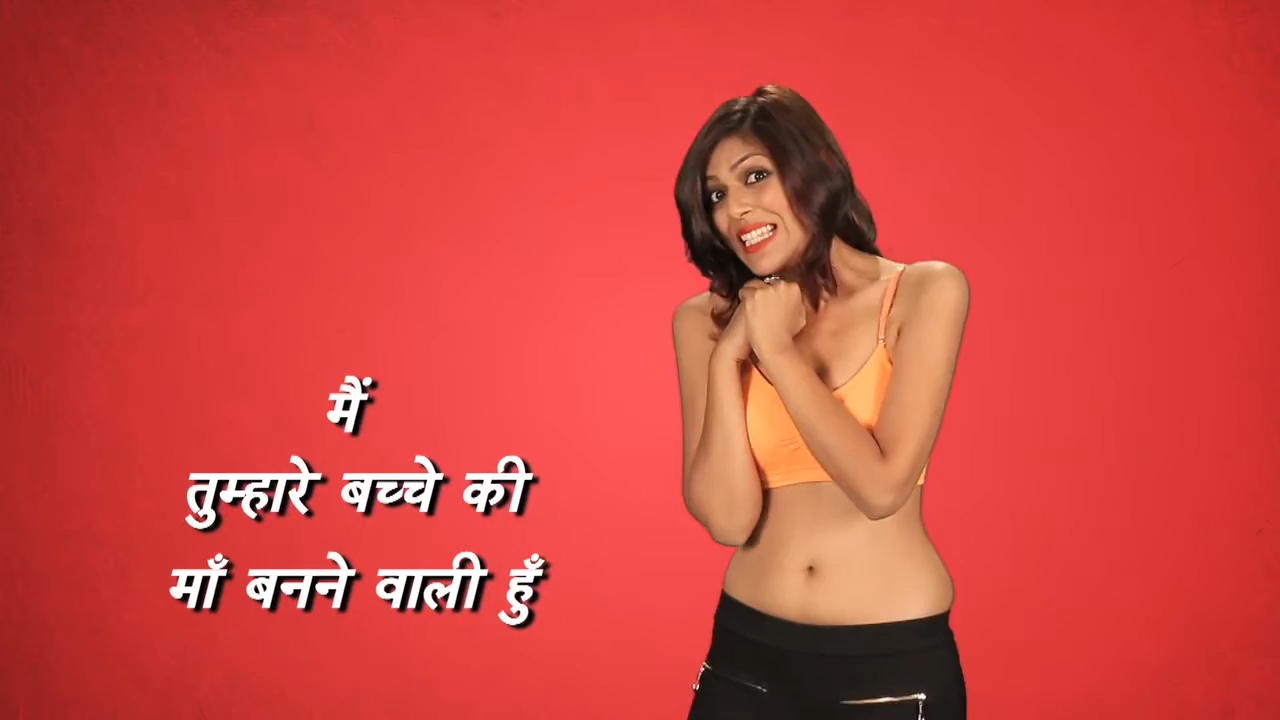 मैं
तुम्हारे बच्चे की
माँ बनने वाली हुँ